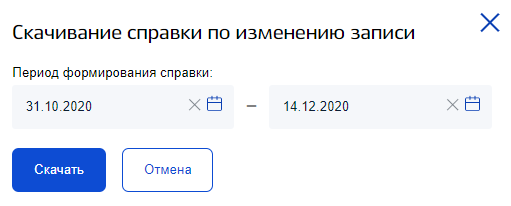 Скачивание справки по изменению записи
Период формирования справки:
31.10.2020 – 14.12.2020
Скачать Отмена